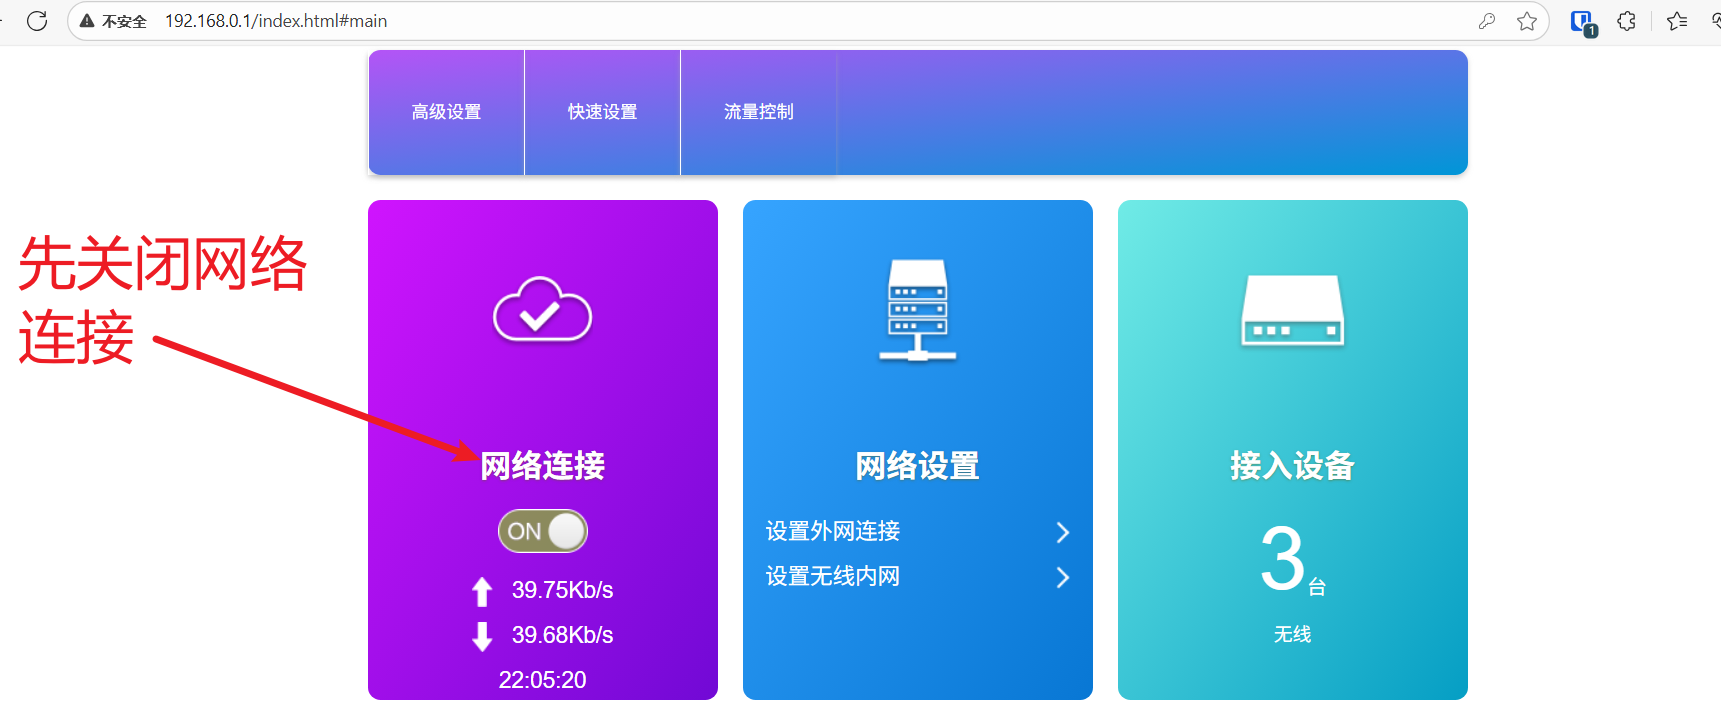 不安全 192.168.0.1/index.html#main
1
高级设置 快速设置 流量控制
先关闭网络
连接
网络连接
ON
39.75Kb/s
39.68Kb/s
22:05:20
网络设置
设置外网连接
设置无线内网
接入设备
3台
无线